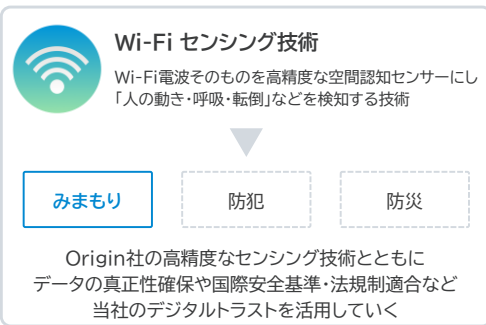 Wi-Fi センシング技術
Wi-Fi電波そのものを高精度な空間認知センサーにし
「人の動き・呼吸・転倒」などを検知する技術
みまもり
防犯
防災
Origin社の高精度なセンシング技術とともに
データの真正性確保や国際安全基準・法規制適合など
当社のデジタルトラストを活用していく